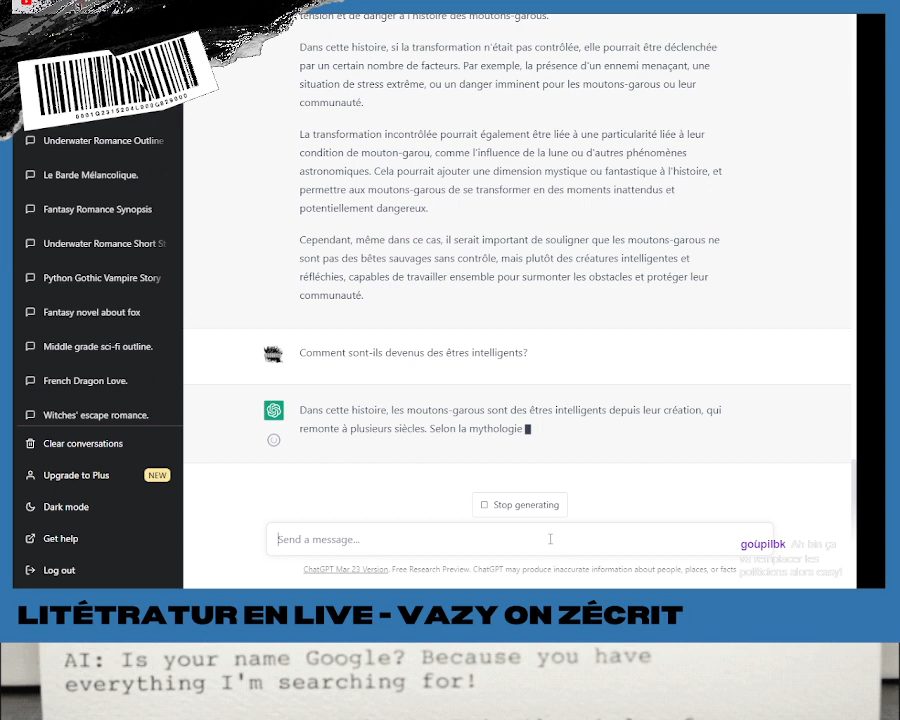 tension et de danger à l'histoire des moutons-garous.
Dans cette histoire, si la transformation n'était pas contrôlée, elle pourrait être déclenchée
par un certain nombre de facteurs. Par exemple, la présence d'un ennemi menaçant, une
situation de stress extrême, ou un danger imminent pour les moutons-garous ou leur
communauté.
La transformation incontrôlée pourrait également être liée à une particularité liée à leur
condition de mouton-garou, comme l'influence de la lune ou d'autres phénomènes
astronomiques. Cela pourrait ajouter une dimension mystique ou fantastique à l'histoire, et
permettre aux moutons-garous de se transformer en des moments inattendus et
potentiellement dangereux.
Cependant, même dans ce cas, il serait important de souligner que les moutons-garous ne
sont pas des bêtes sauvages sans contrôle, mais plutôt des créatures intelligentes et
réfléchies, capables de travailler ensemble pour surmonter les obstacles et protéger leur
communauté.
Underwater Romance Outline
Le Barde Mélancolique.
Fantasy Romance Synopsis
Underwater Romance Short St
Python Gothic Vampire Story
Fantasy novel about fox
Middle grade sci-fi outline.
French Dragon Love.
Witches' escape romance.
Clear conversations
Upgrade to Plus NEW
Dark mode
Get help
Log out
Comment sont-ils devenus des êtres intelligents?
Dans cette histoire, les moutons-garous sont des êtres intelligents depuis leur création, qui
remonte à plusieurs siècles. Selon la mythologie
Stop generating
Send a message...
ChatGPT Mar 23 Version. Free Research Preview. ChatGPT may produce inaccurate information about people, places, or facts
goupilbk Ah bin ça
va remplacer les
politiciens alors easy!
LITÉTRATUR EN LIVE - VAZY ON ZÉCRIT
AI: Is your name Google? Because you have
everything I'm searching for!